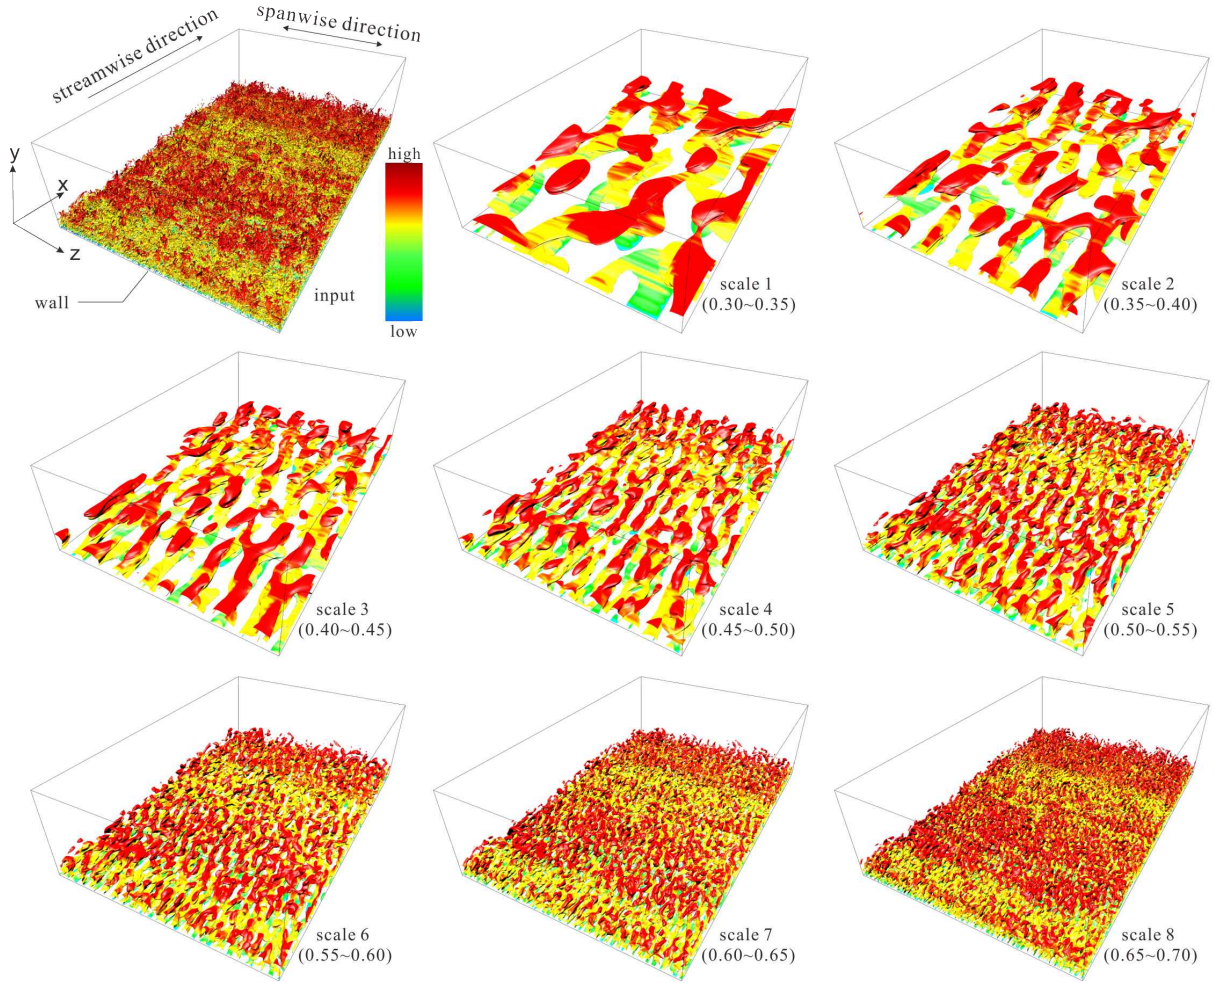 streamwise direction
spanwise direction
y
x
z
high
low
wall
input
scale 1
(0.30~0.35)
scale 2
(0.35~0.40)
scale 3
(0.40~0.45)
scale 4
(0.45~0.50)
scale 5
(0.50~0.55)
scale 6
(0.55~0.60)
scale 7
(0.60~0.65)
scale 8
(0.65~0.70)